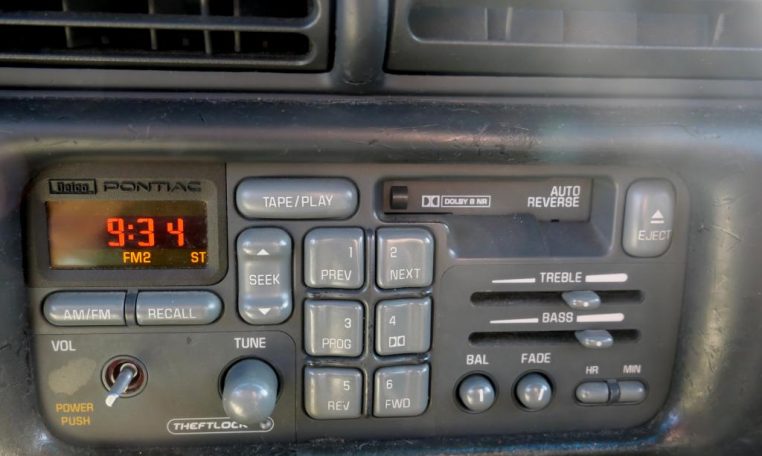 Delco PONTIAC
9:34
FM2 ST
AM/FM RECALL
VOL
TUNE
POWER
PUSH
THEFTLOCK
TAPE/PLAY
SEEK
1
PREV
2
NEXT
3
PROG
4
5
REV
6
FWD
DOLBY B NR
AUTO
REVERSE
EJECT
TREBLE
BASS
BAL
FADE
HR
MIN